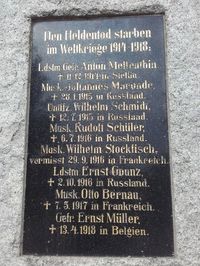 Den Heldentod starben
im Weltkriege 1914-1918:
Ldstm. Gefr. Anton
Musk. Johannes
† 28.1.1915 in Russland.
Wilhelm Schmidt,
† 12.7.1915 in Russland.
Musk. Rudolf Schüler,
† 6.7.1916 in Russland.
Musk. Wilhelm Stockfisch,
vermisst 29.9.1916 in Frankreich.
Ldstm. Ernst
† 2.10.1916 in Russland.
Musk. Otto Bernau,
† 7.5.1917 in Frankreich.
Gefr. Ernst Müller,
† 13.4.1918 in Belgien.